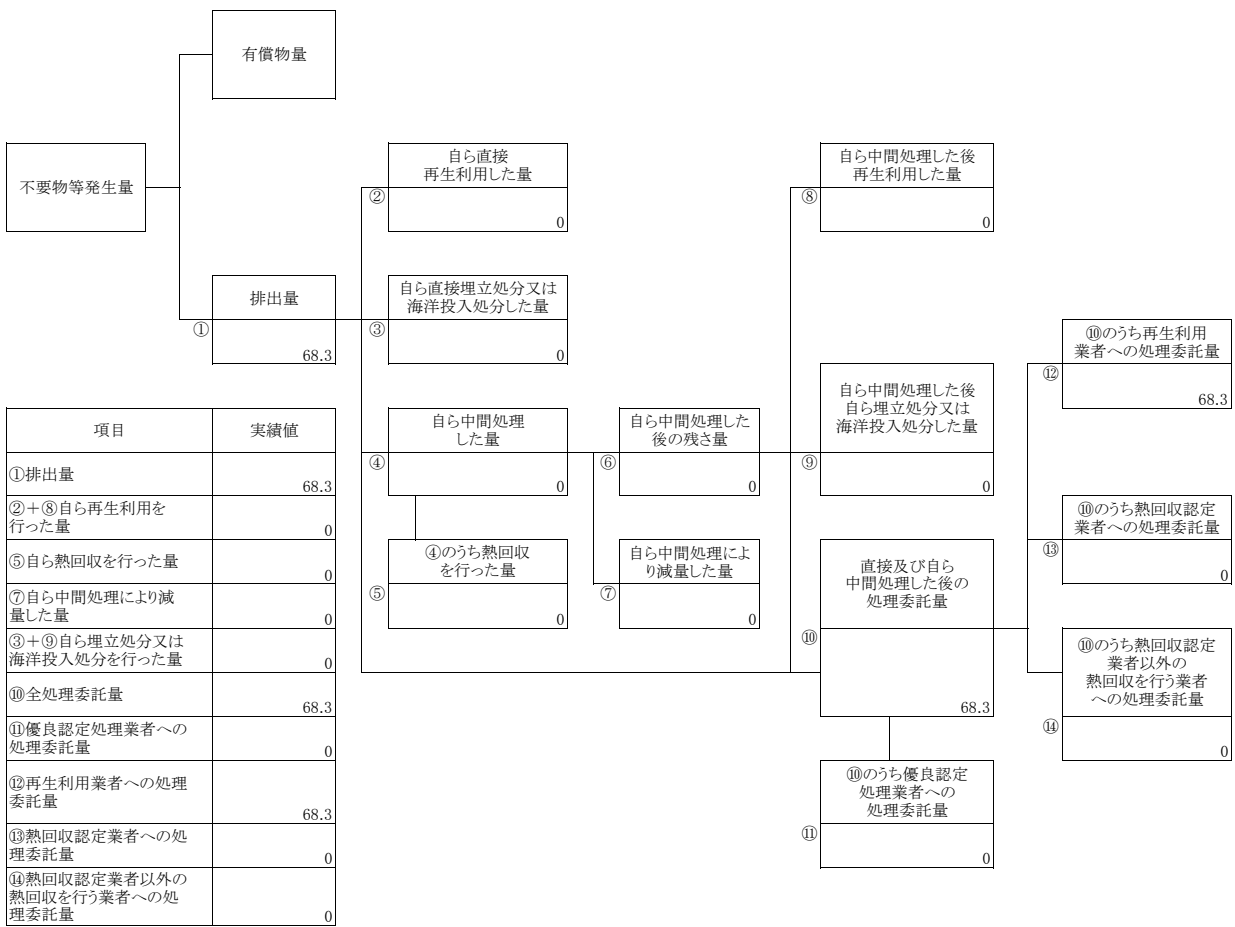 有償物量
不要物等発生量
排出量
①
68.3
自ら直接
再生利用した量
②
0
自ら直接埋立処分又は
海洋投入処分した量
③
0
自ら中間処理
した量
④
0
④のうち熱回収
を行った量
⑤
0
自ら中間処理した
後の残さ量
⑥
0
自ら中間処理によ
り減量した量
⑦
0
自ら中間処理した後
再生利用した量
⑧
0
自ら中間処理した後
自ら埋立処分又は
海洋投入処分した量
⑨
0
直接及び自ら
中間処理した後の
処理委託量
⑩
68.3
⑩のうち優良認定
処理業者への
処理委託量
⑪
0
⑩のうち再生利用
業者への処理委託量
⑫
68.3
⑩のうち熱回収認定
業者への処理委託量
⑬
0
⑩のうち熱回収認定
業者以外の
熱回収を行う業者
への処理委託量
⑭
0
項目 実績値
①排出量
68.3
②＋⑧自ら再生利用を
行った量
0
⑤自ら熱回収を行った量
0
⑦自ら中間処理により減
量した量
0
③＋⑨自ら埋立処分又は
海洋投入処分を行った量
0
⑩全処理委託量
68.3
⑪優良認定処理業者への
処理委託量
0
⑫再生利用業者への処理
委託量
68.3
⑬熱回収認定業者への処
理委託量
0
⑭熱回収認定業者以外の
熱回収を行う業者への処
理委託量
0